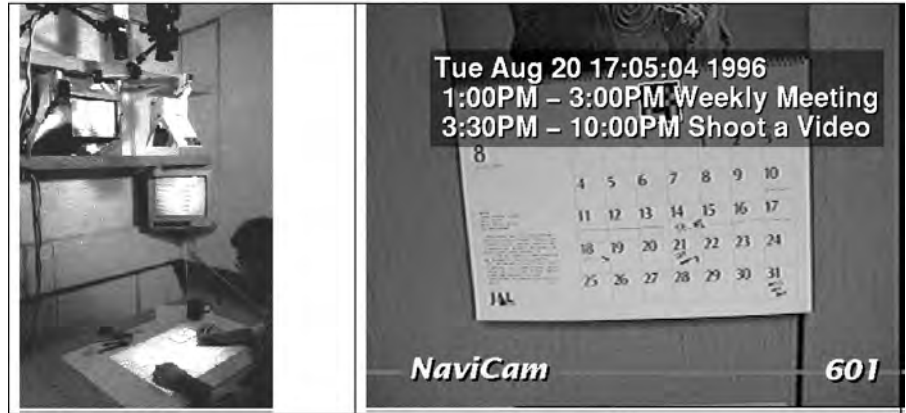 Tue Aug 20 17:05:04 1996
1:00PM – 3:00PM Weekly Meeting
3:30PM – 10:00PM Shoot a Video
8
4 5 6 7 8 9 10
11 12 13 14 15 16 17
18 19 20 21 22 23 24
25 26 27 28 29 30 31
JAL
NaviCam 601